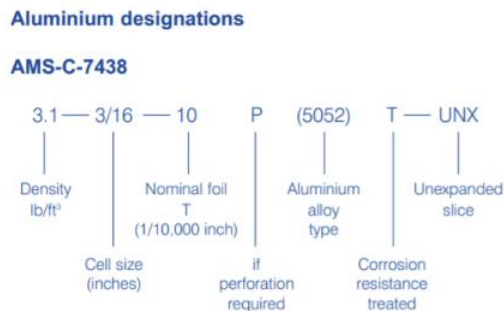 Aluminium designations
AMS-C-7438
3.1 — 3/16 — 10 P (5052) T — UNX
Density
lb/ft³
Nominal foil
T
(1/10,000 inch)
Aluminium
alloy
type
Unexpanded
slice
Cell size
(inches)
if
perforation
required
Corrosion
resistance
treated